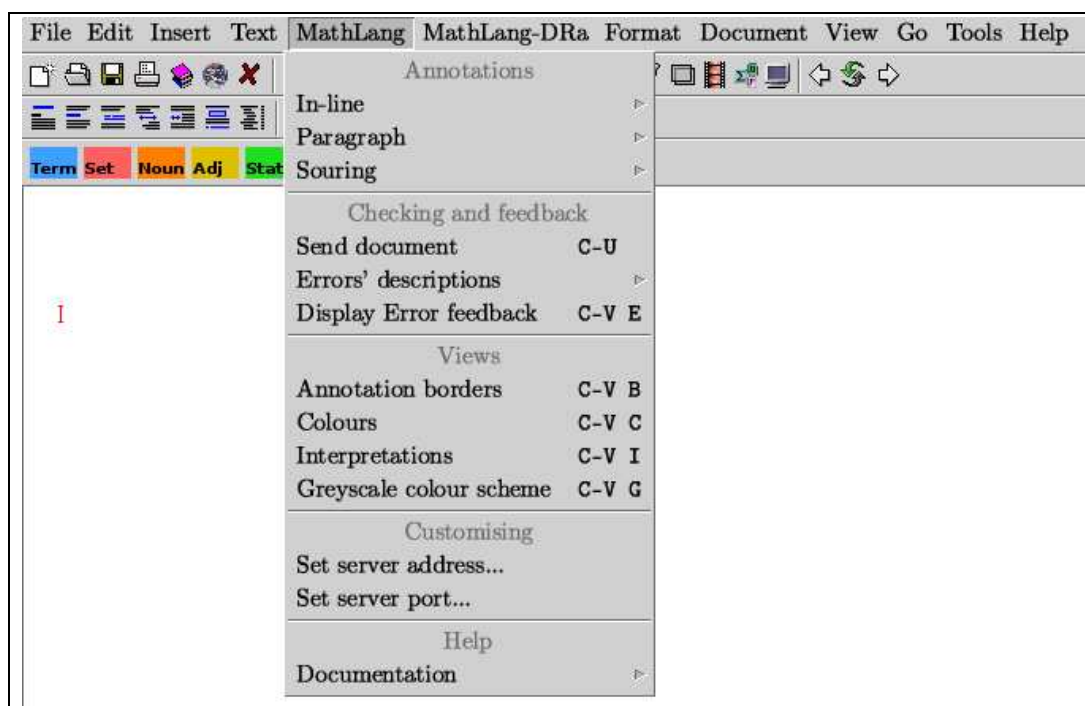 File Edit Insert Text MathLang MathLang-DRa Format Document View Go Tools Help
Term Set Noun Adj Stat
Annotations
In-line
Paragraph
Souring
Checking and feedback
Send document C-U
Errors' descriptions
Display Error feedback C-V E
Views
Annotation borders C-V B
Colours C-V C
Interpretations C-V I
Greyscale colour scheme C-V G
Customising
Set server address...
Set server port...
Help
Documentation